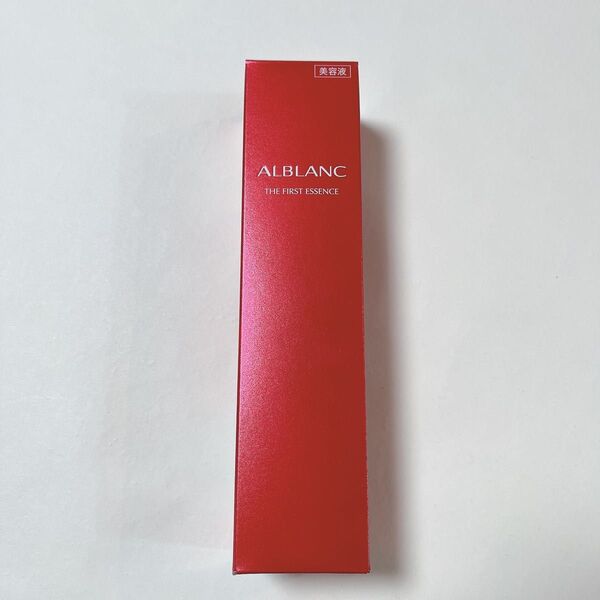 美容液
ALBLANC
THE FIRST ESSENCE